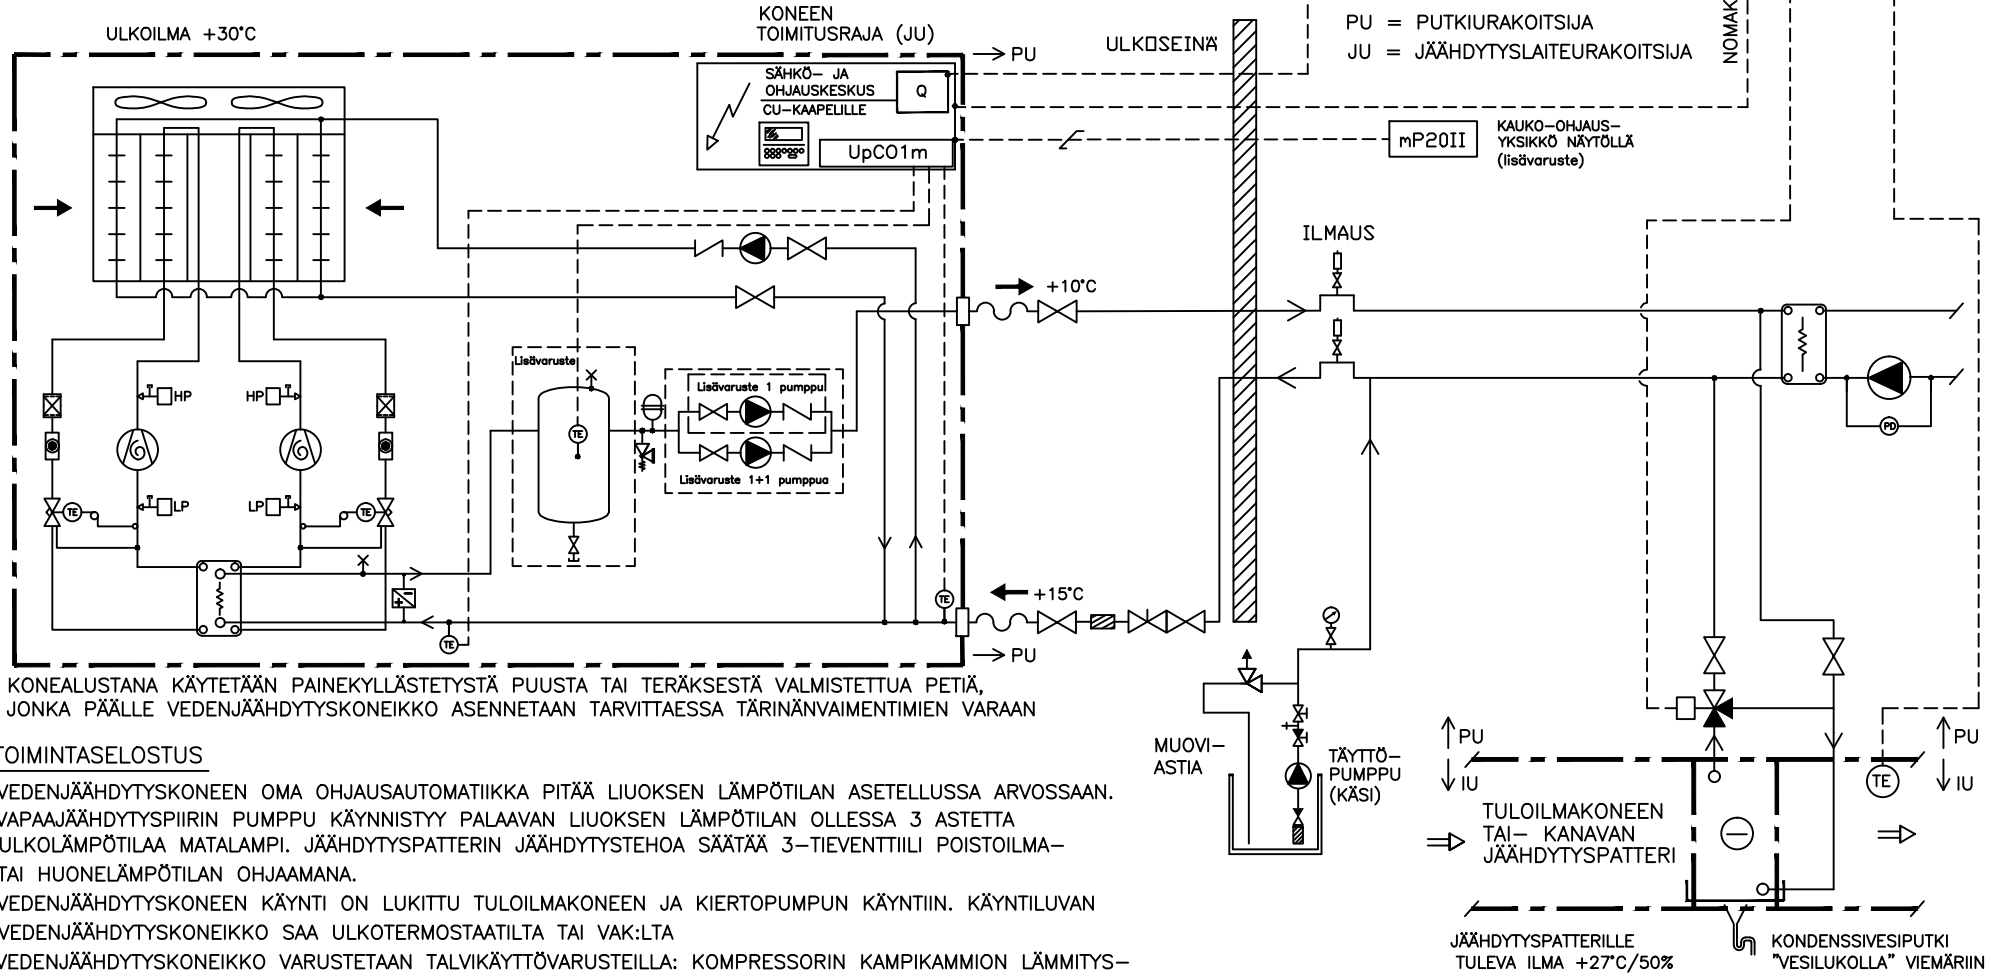 ULKOILMA +30°C
KONEEN
TOIMITUSRAJA (JU)
PU
ULKOSEINÄ
PU = PUTKIURAKOITSIJA
JU = JÄÄHDYTYSLAITEURAKOITSIJA
NOMAK
SÄHKÖ- JA
OHJAUSKESKUS
CU-KAAPELILLE
Q
UpCO1m
mP20II
KAUKO-OHJAUS-
YKSIKKÖ NÄYTÖLLÄ
(lisävaruste)
ILMAUS
+10°C
Lisävaruste
Lisävaruste 1 pumppu
HP
HP
TE
PD
Lisävaruste 1+1 pumppua
LP
LP
TE
TE
+15°C
TE
TE
PU
KONEALUSTANA KÄYTETÄÄN PAINEKYLLÄSTETYSTÄ PUUSTA TAI TERÄKSESTÄ VALMISTETTUA PETIÄ,
JONKA PÄÄLLE VEDENJÄÄHDYTYSKONEIKKO ASENNETAAN TARVITTAESSA TÄRINÄNVAIMENTIMIEN VARAAN
TOIMINTASELOSTUS
VEDENJÄÄHDYTYSKONEEN OMA OHJAUSAUTOMATIIKKA PITÄÄ LIUOKSEN LÄMPÖTILAN ASETELLUSSA ARVOSSAAN.
VAPAAJÄÄHDYTYSPIIRIN PUMPPU KÄYNNISTYY PALAAVAN LIUOKSEN LÄMPÖTILAN OLLESSA 3 ASTETTA
ULKOLÄMPÖTILAA MATALAMPI. JÄÄHDYTYSPATTERIN JÄÄHDYTYSTEHOA SÄÄTÄÄ 3-TIEVENTTIILI POISTOILMA-
TAI HUONELÄMPÖTILAN OHJAAMANA.
VEDENJÄÄHDYTYSKONEEN KÄYNTI ON LUKITTU TULOILMAKONEEN JA KIERTOPUMPUN KÄYNTIIN. KÄYNTILUVAN
VEDENJÄÄHDYTYSKONEIKKO SAA ULKOTERMOSTAATILTA TAI VAK:LTA
VEDENJÄÄHDYTYSKONEIKKO VARUSTETAAN TALVIKÄYTTÖVARUSTEILLA: KOMPRESSORIN KAMPIKAMMION LÄMMITYS-
MUOVI-
ASTIA
TÄYTTÖ-
PUMPPU
(KÄSI)
PU
IU
TE
PU
IU
TULOILMAKONEEN
TAI- KANAVAN
JÄÄHDYTYSPATTERI
JÄÄHDYTYSPATTERILLE
TULEVA ILMA +27°C/50%
KONDENSSIVESIPUTKI
"VESILUKOLLA" VIEMÄRIIN